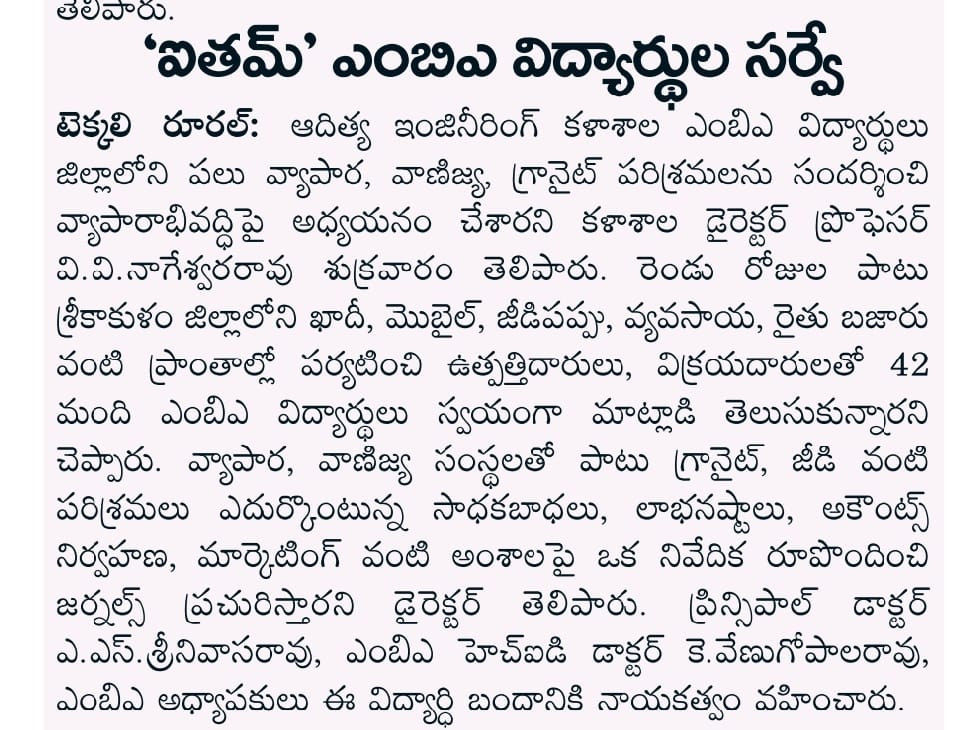 తెలిపారు.
‘ఐతమ్’ ఎంబిఎ విద్యార్థుల సర్వే
టెక్కలి రూరల్: ఆదిత్య ఇంజినీరింగ్ కళాశాల ఎంబిఎ విద్యార్థులు
జిల్లాలోని పలు వ్యాపార, వాణిజ్య, గ్రానైట్ పరిశ్రమలను సందర్శించి
వ్యాపారాభివద్ధిపై అధ్యయనం చేశారని కళాశాల డైరెక్టర్ ప్రొఫెసర్
వి.వి.నాగేశ్వరరావు శుక్రవారం తెలిపారు. రెండు రోజుల పాటు
శ్రీకాకుళం జిల్లాలోని ఖాదీ, మొబైల్, జీడిపప్పు, వ్యవసాయ, రైతు బజారు
వంటి ప్రాంతాల్లో పర్యటించి ఉత్పత్తిదారులు, విక్రయదారులతో 42
మంది ఎంబిఎ విద్యార్థులు స్వయంగా మాట్లాడి తెలుసుకున్నారని
చెప్పారు. వ్యాపార, వాణిజ్య సంస్థలతో పాటు గ్రానైట్, జీడి వంటి
పరిశ్రమలు ఎదుర్కొంటున్న సాధకబాధలు, లాభనష్టాలు, అకౌంట్స్
నిర్వహణ, మార్కెటింగ్ వంటి అంశాలపై ఒక నివేదిక రూపొందించి
జర్నల్స్ ప్రచురిస్తారని డైరెక్టర్ తెలిపారు. ప్రిన్సిపాల్ డాక్టర్
ఎ.ఎస్.శ్రీనివాసరావు, ఎంబిఎ హెచ్ఐడి డాక్టర్ కె.వేణుగోపాలరావు,
ఎంబిఎ అధ్యాపకులు ఈ విద్యార్థి బందానికి నాయకత్వం వహించారు.